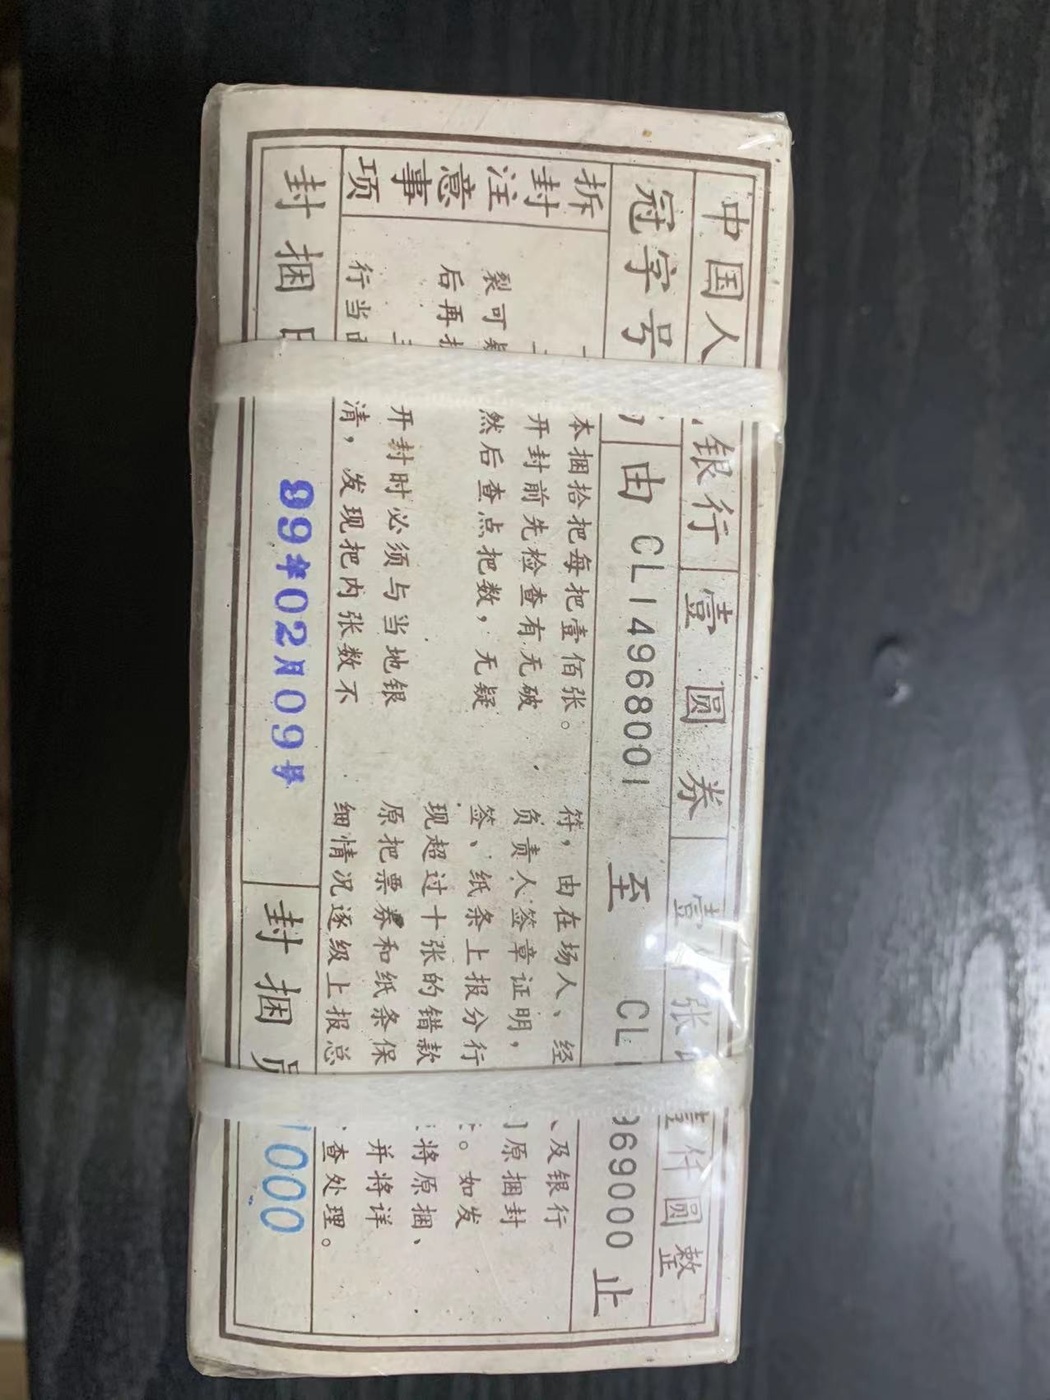 中国人 银行 壹圆券 壹 张 壹仟圆整
冠字号 由 CL14968001 至 CL 969000 止
拆封注意事项
本捆拾把每把壹佰张。
开封前先检查有无破
裂可疑
然后查点把数，无疑
后再
开封时必须与当地银
行当
清，发现把内张数不
符，由在场人、经 、及银行
负责人签章证明， 原捆封
签、纸条上报分行 。如发
现超过十张的错款 将原捆、
原把票券和纸条保 并将详
细情况逐级上报总 查处理。
封捆 99年02月09 封捆员 1000